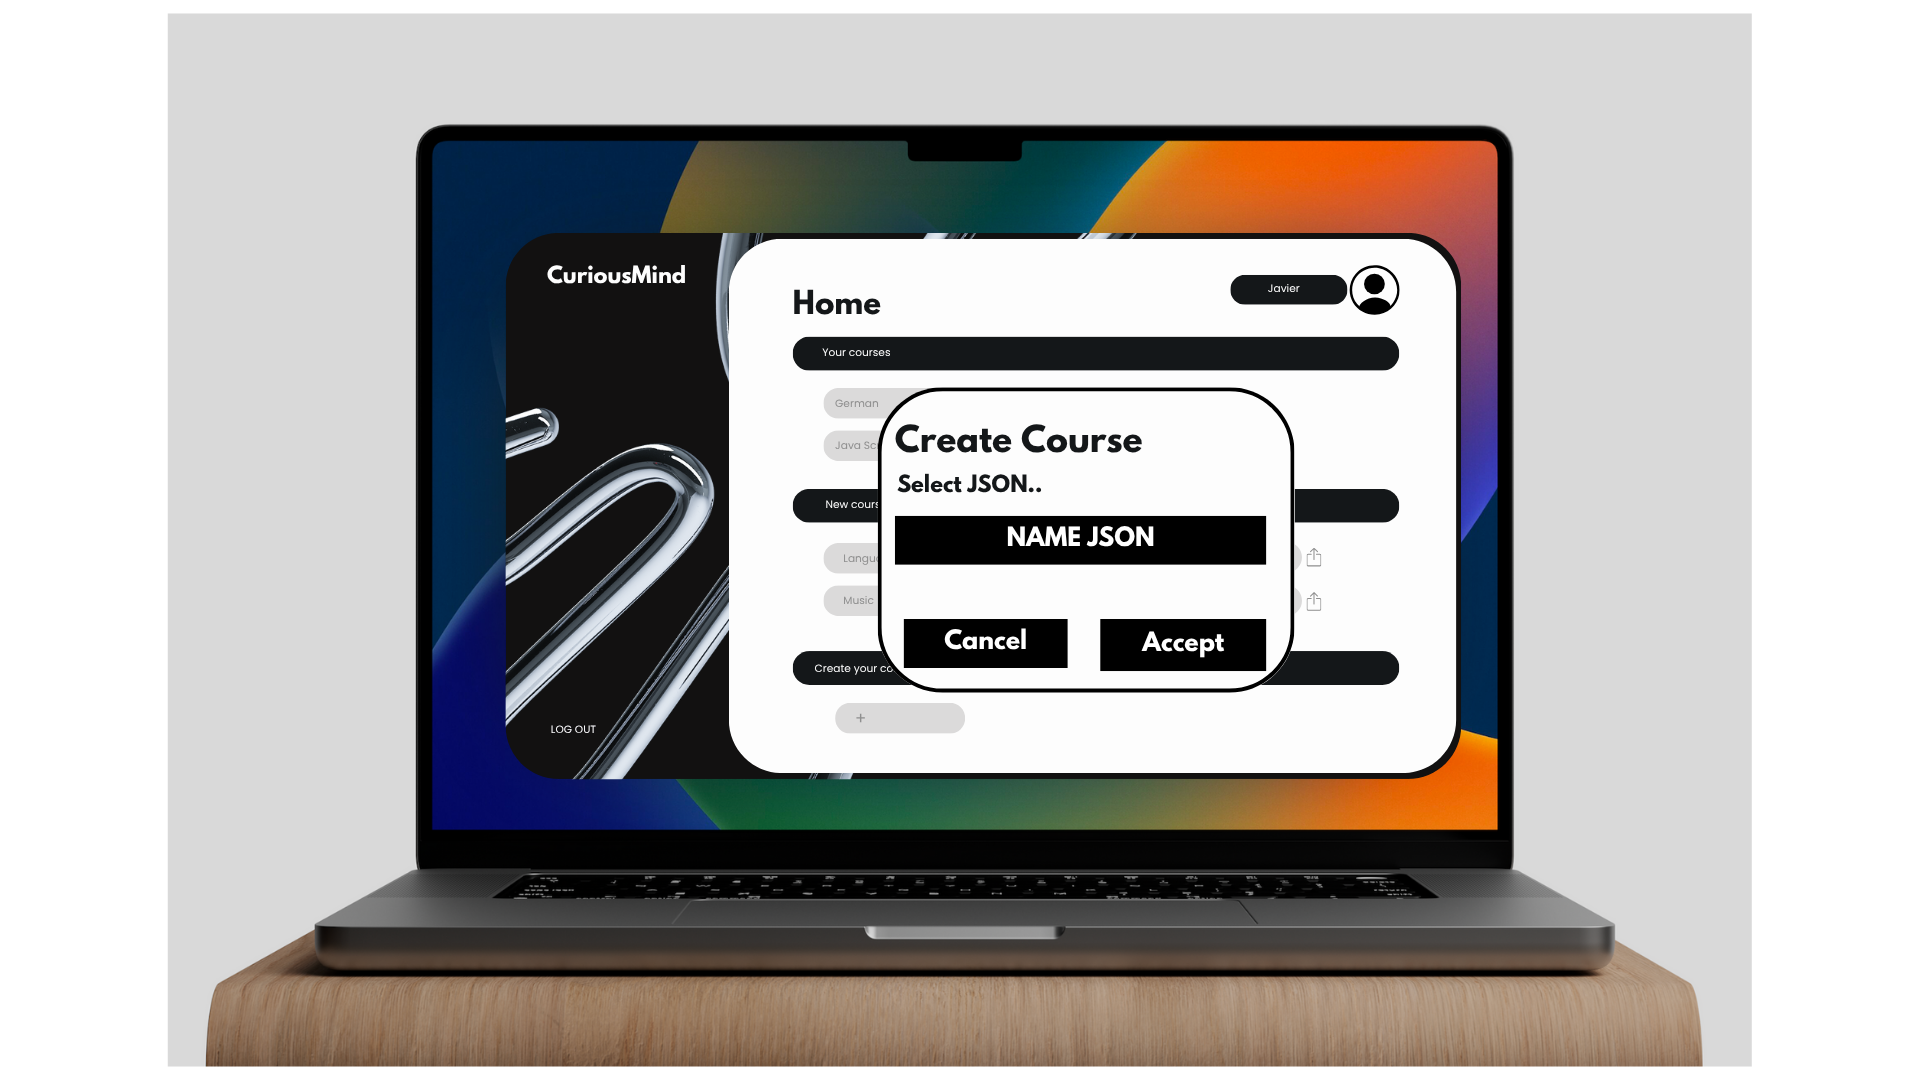 CuriousMind
Home
Javier
Your courses
German
Java Sc
New cours
Langu
Music
Create your co
+
Create Course
Select JSON..
NAME JSON
Cancel
Accept
LOG OUT